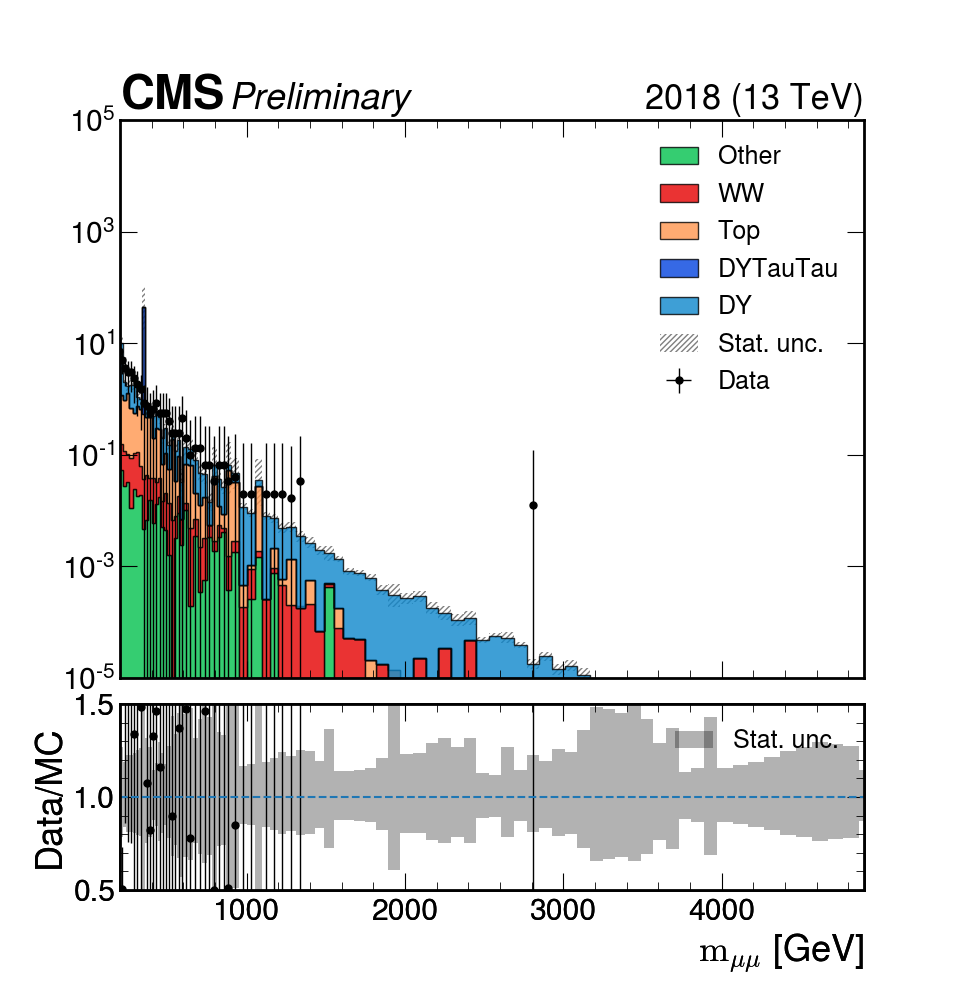 CMS Preliminary 2018 (13 TeV)
10^5
10^3
10^1
10^-1
10^-3
10^-5
Other
WW
Top
DYTauTau
DY
Stat. unc.
Data
Data/MC
1.5
1.0
0.5
Stat. unc.
1000 2000 3000 4000
m_μμ [GeV]